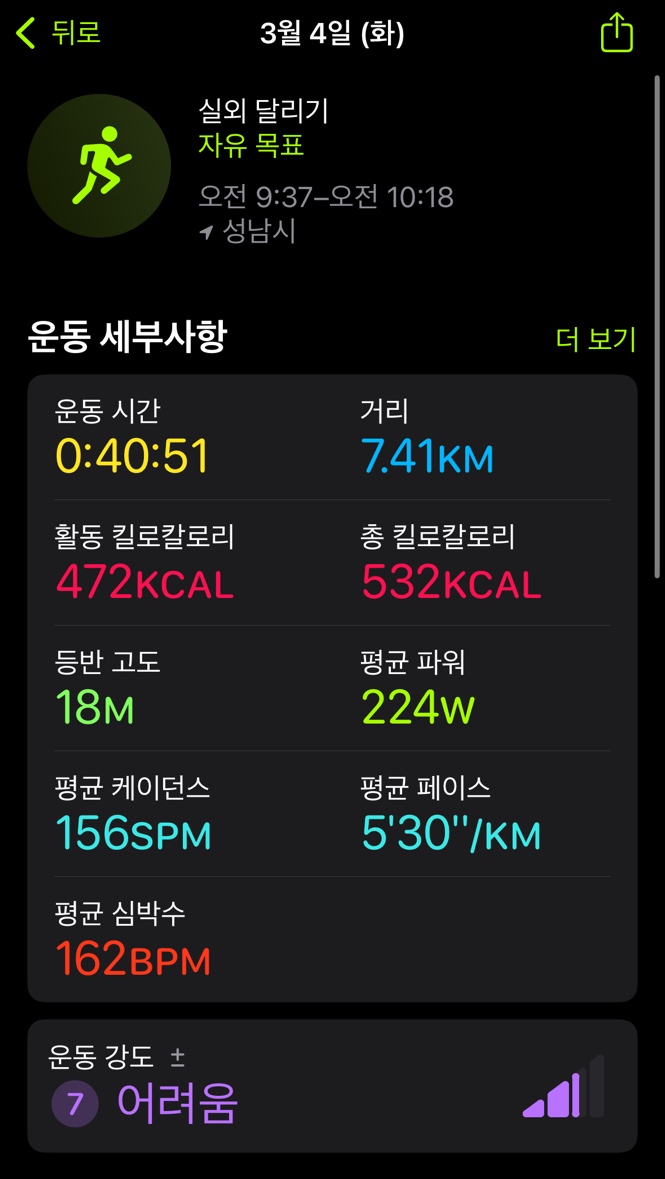 뒤로
3월 4일 (화)
실외 달리기
자유 목표
오전 9:37–오전 10:18
성남시
운동 세부사항
더 보기
운동 시간
0:40:51
거리
7.41KM
활동 킬로칼로리
472KCAL
총 킬로칼로리
532KCAL
등반 고도
18M
평균 파워
224W
평균 케이던스
156SPM
평균 페이스
5'30"/KM
평균 심박수
162BPM
운동 강도 ±
7 어려움